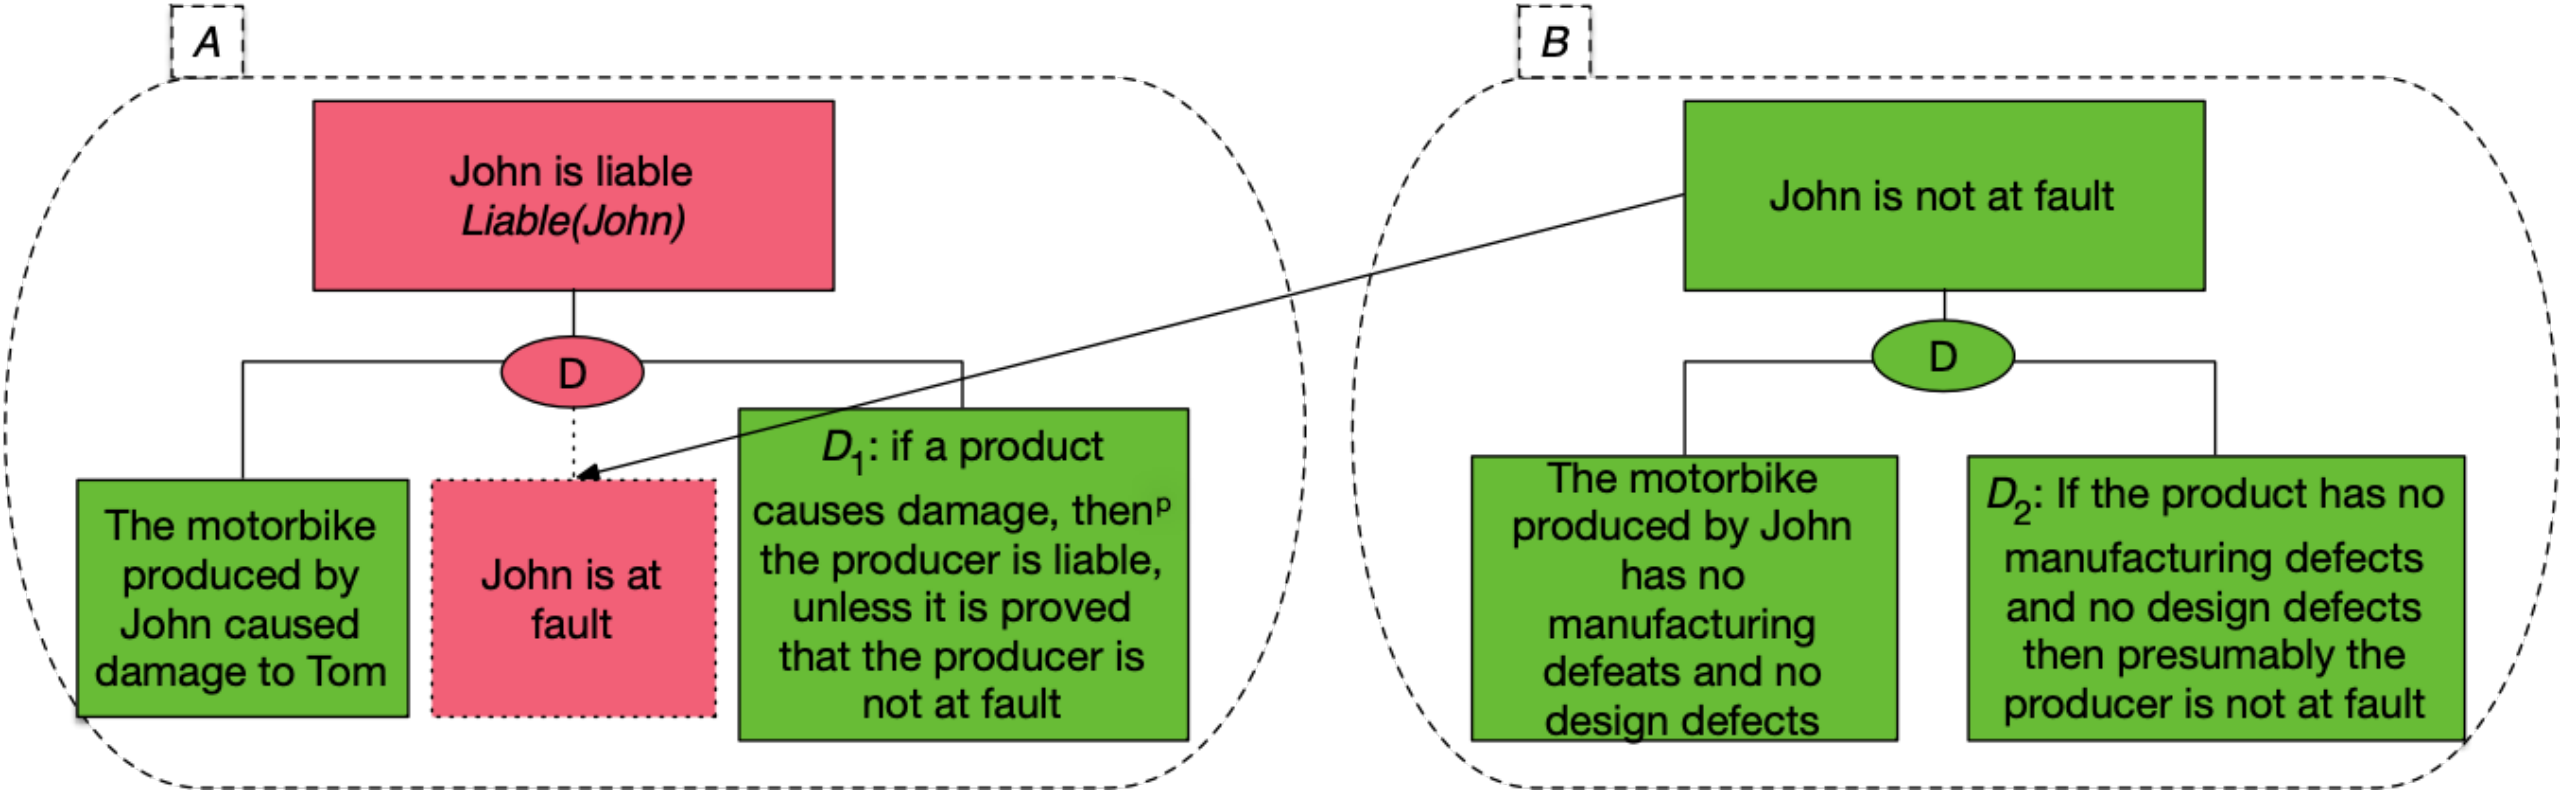 A
John is liable
Liable(John)
D
The motorbike
produced by
John caused
damage to Tom
John is at
fault
D1: if a product
causes damage, thenᵖ
the producer is liable,
unless it is proved
that the producer is
not at fault
B
John is not at fault
D
The motorbike
produced by John
has no
manufacturing
defeats and no
design defects
D2: If the product has no
manufacturing defects
and no design defects
then presumably the
producer is not at fault